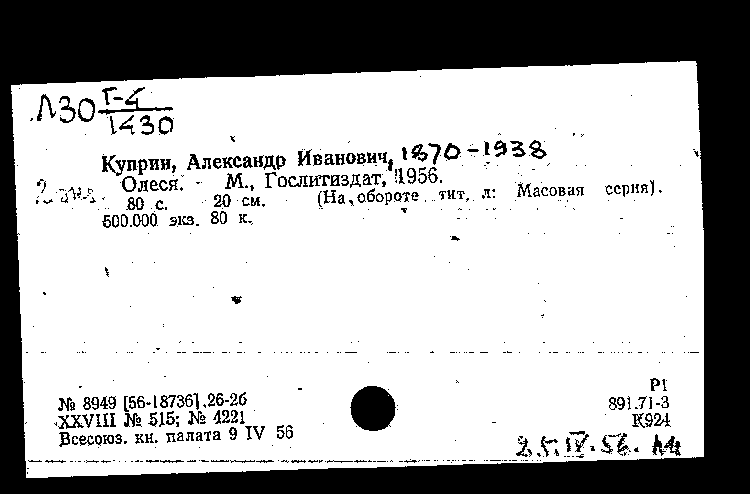 Л30 Г-4
1430
Куприн, Александр Иванович, 1870-1938
Олеся. - М., Гослитиздат, 1956.
2 экз. 80 с. 20 см. (На обороте тит. л: Масовая серия).
500.000 экз. 80 к.
Р1
№ 8949 [56-18736] 26-26 891.71-3
XXVIII № 515; № 4221 К924
Всесоюз. кн. палата 9 IV 56
25.IV.56.